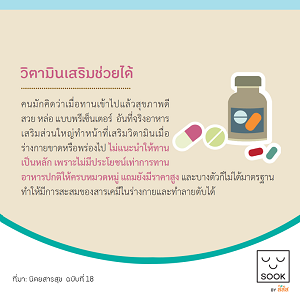 วิตามินเสริมช่วยได้
คนมักคิดว่าเมื่อทานเข้าไปแล้วสุขภาพดี
สวย หล่อ แบบพรีเซ็นเตอร์ อันที่จริงอาหาร
เสริมส่วนใหญ่ทำหน้าที่เสริมวิตามินเมื่อ
ร่างกายขาดหรือพร่องไป ไม่แนะนำให้ทาน
เป็นหลัก เพราะไม่มีประโยชน์เท่าการทาน
อาหารปกติให้ครบหมวดหมู่ แถมยังมีราคาสูง และบางตัวก็ไม่ได้มาตรฐาน
ทำให้มีการสะสมของสารเคมีในร่างกายและทำลายตับได้
ที่มา: นิตยสารสุข ฉบับที่ 18
SOOK
BY สสส